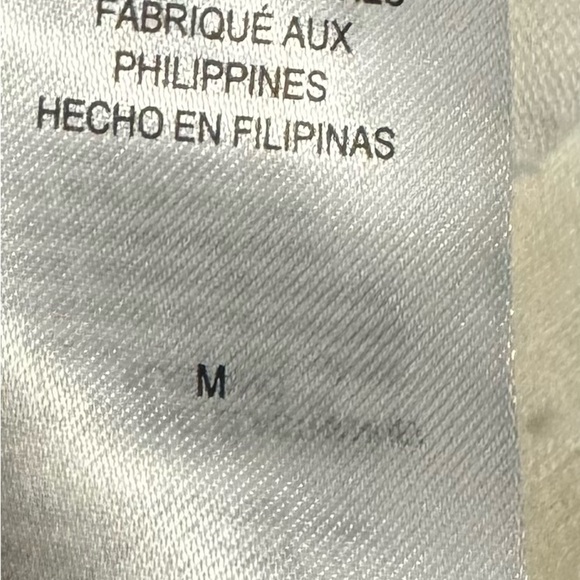 FABRIQUÉ AUX
PHILIPPINES
HECHO EN FILIPINAS
M